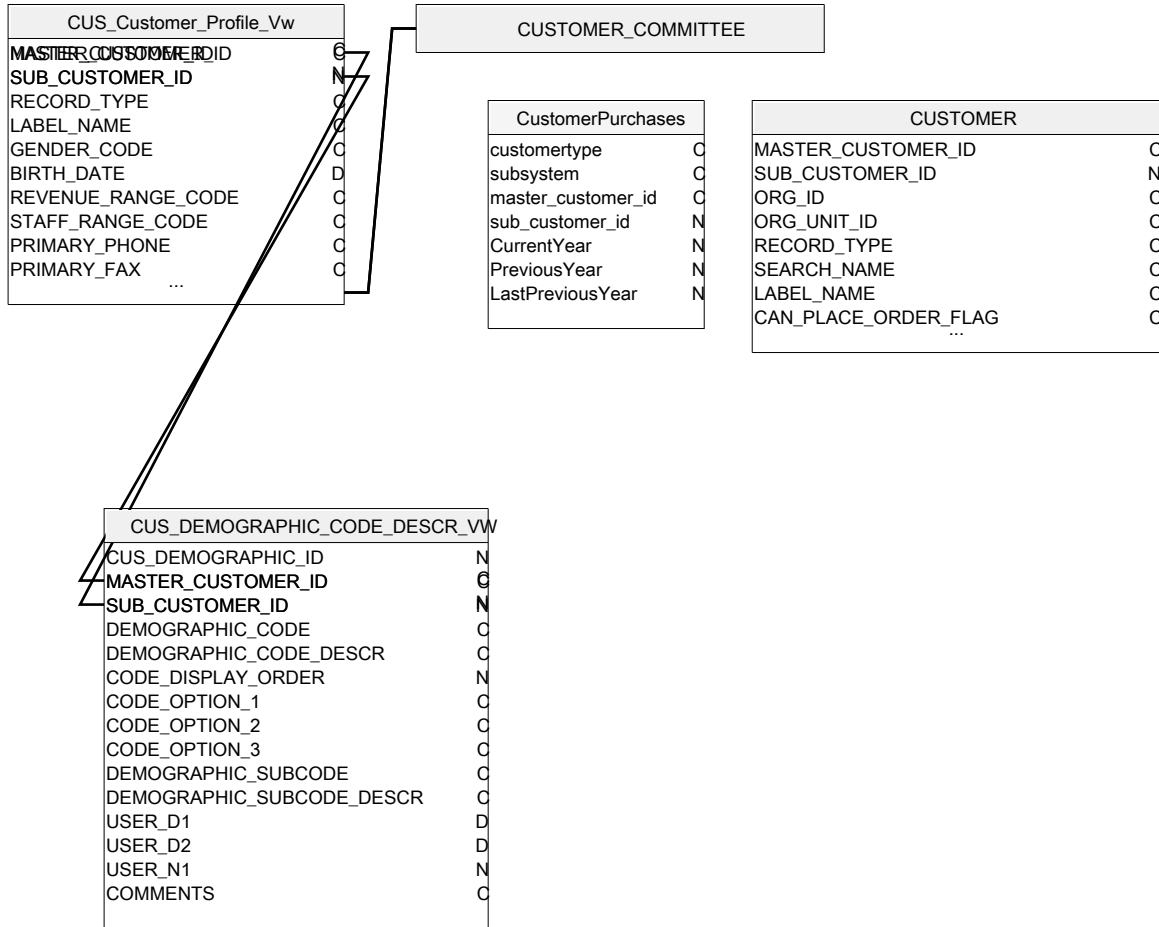 CUS_Customer_Profile_Vw
MASTER_CUSTOMER_ID C
SUB_CUSTOMER_ID N
RECORD_TYPE C
LABEL_NAME C
GENDER_CODE C
BIRTH_DATE D
REVENUE_RANGE_CODE C
STAFF_RANGE_CODE C
PRIMARY_PHONE C
PRIMARY_FAX C
...
CUSTOMER_COMMITTEE
CustomerPurchases
customertype C
subsystem C
master_customer_id C
sub_customer_id N
CurrentYear N
PreviousYear N
LastPreviousYear N
CUSTOMER
MASTER_CUSTOMER_ID C
SUB_CUSTOMER_ID N
ORG_ID C
ORG_UNIT_ID C
RECORD_TYPE C
SEARCH_NAME C
LABEL_NAME C
CAN_PLACE_ORDER_FLAG C
...
CUS_DEMOGRAPHIC_CODE_DESCR_VW
CUS_DEMOGRAPHIC_ID N
MASTER_CUSTOMER_ID C
SUB_CUSTOMER_ID N
DEMOGRAPHIC_CODE C
DEMOGRAPHIC_CODE_DESCR C
CODE_DISPLAY_ORDER N
CODE_OPTION_1 C
CODE_OPTION_2 C
CODE_OPTION_3 C
DEMOGRAPHIC_SUBCODE C
DEMOGRAPHIC_SUBCODE_DESCR C
USER_D1 D
USER_D2 D
USER_N1 N
COMMENTS C